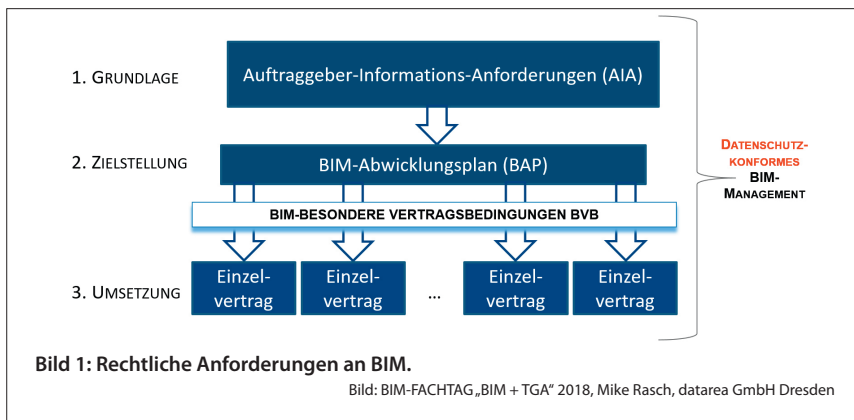 1. GRUNDLAGE
Auftraggeber-Informations-Anforderungen (AIA)
2. ZIELSTELLUNG
BIM-Abwicklungsplan (BAP)
BIM-BESONDERE VERTRAGSBEDINGUNGEN BVB
3. UMSETZUNG
Einzel-
vertrag
Einzel-
vertrag
...
Einzel-
vertrag
Einzel-
vertrag
DATENSCHUTZ-
KONFORMES
BIM-
MANAGEMENT
Bild 1: Rechtliche Anforderungen an BIM.
Bild: BIM-FACHTAG „BIM + TGA“ 2018, Mike Rasch, datarea GmbH Dresden